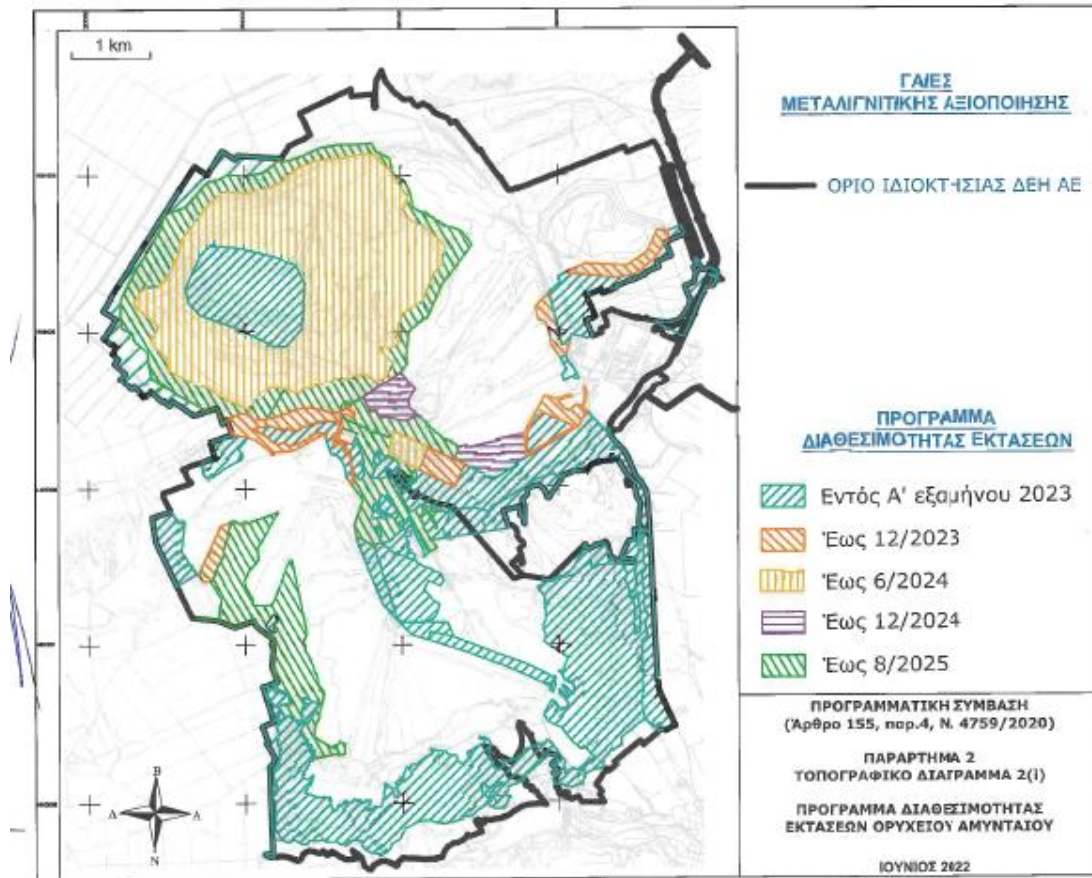 1 km
ΓΑΙΕΣ
ΜΕΤΑΛΙΓΝΙΤΙΚΗΣ ΑΞΙΟΠΟΙΗΣΗΣ
ΟΡΙΟ ΙΔΙΟΚΤΗΣΙΑΣ ΔΕΗ ΑΕ
ΠΡΟΓΡΑΜΜΑ
ΔΙΑΘΕΣΙΜΟΤΗΤΑΣ ΕΚΤΑΣΕΩΝ
Εντός Α' εξαμήνου 2023
Έως 12/2023
Έως 6/2024
Έως 12/2024
Έως 8/2025
ΠΡΟΓΡΑΜΜΑΤΙΚΗ ΣΥΜΒΑΣΗ
(Άρθρο 155, παρ.4, Ν. 4759/2020)
ΠΑΡΑΡΤΗΜΑ 2
ΤΟΠΟΓΡΑΦΙΚΟ ΔΙΑΓΡΑΜΜΑ 2(i)
ΠΡΟΓΡΑΜΜΑ ΔΙΑΘΕΣΙΜΟΤΗΤΑΣ
ΕΚΤΑΣΕΩΝ ΟΡΥΧΕΙΟΥ ΑΜΥΝΤΑΙΟΥ
ΙΟΥΝΙΟΣ 2022
Β
Δ Α
Ν